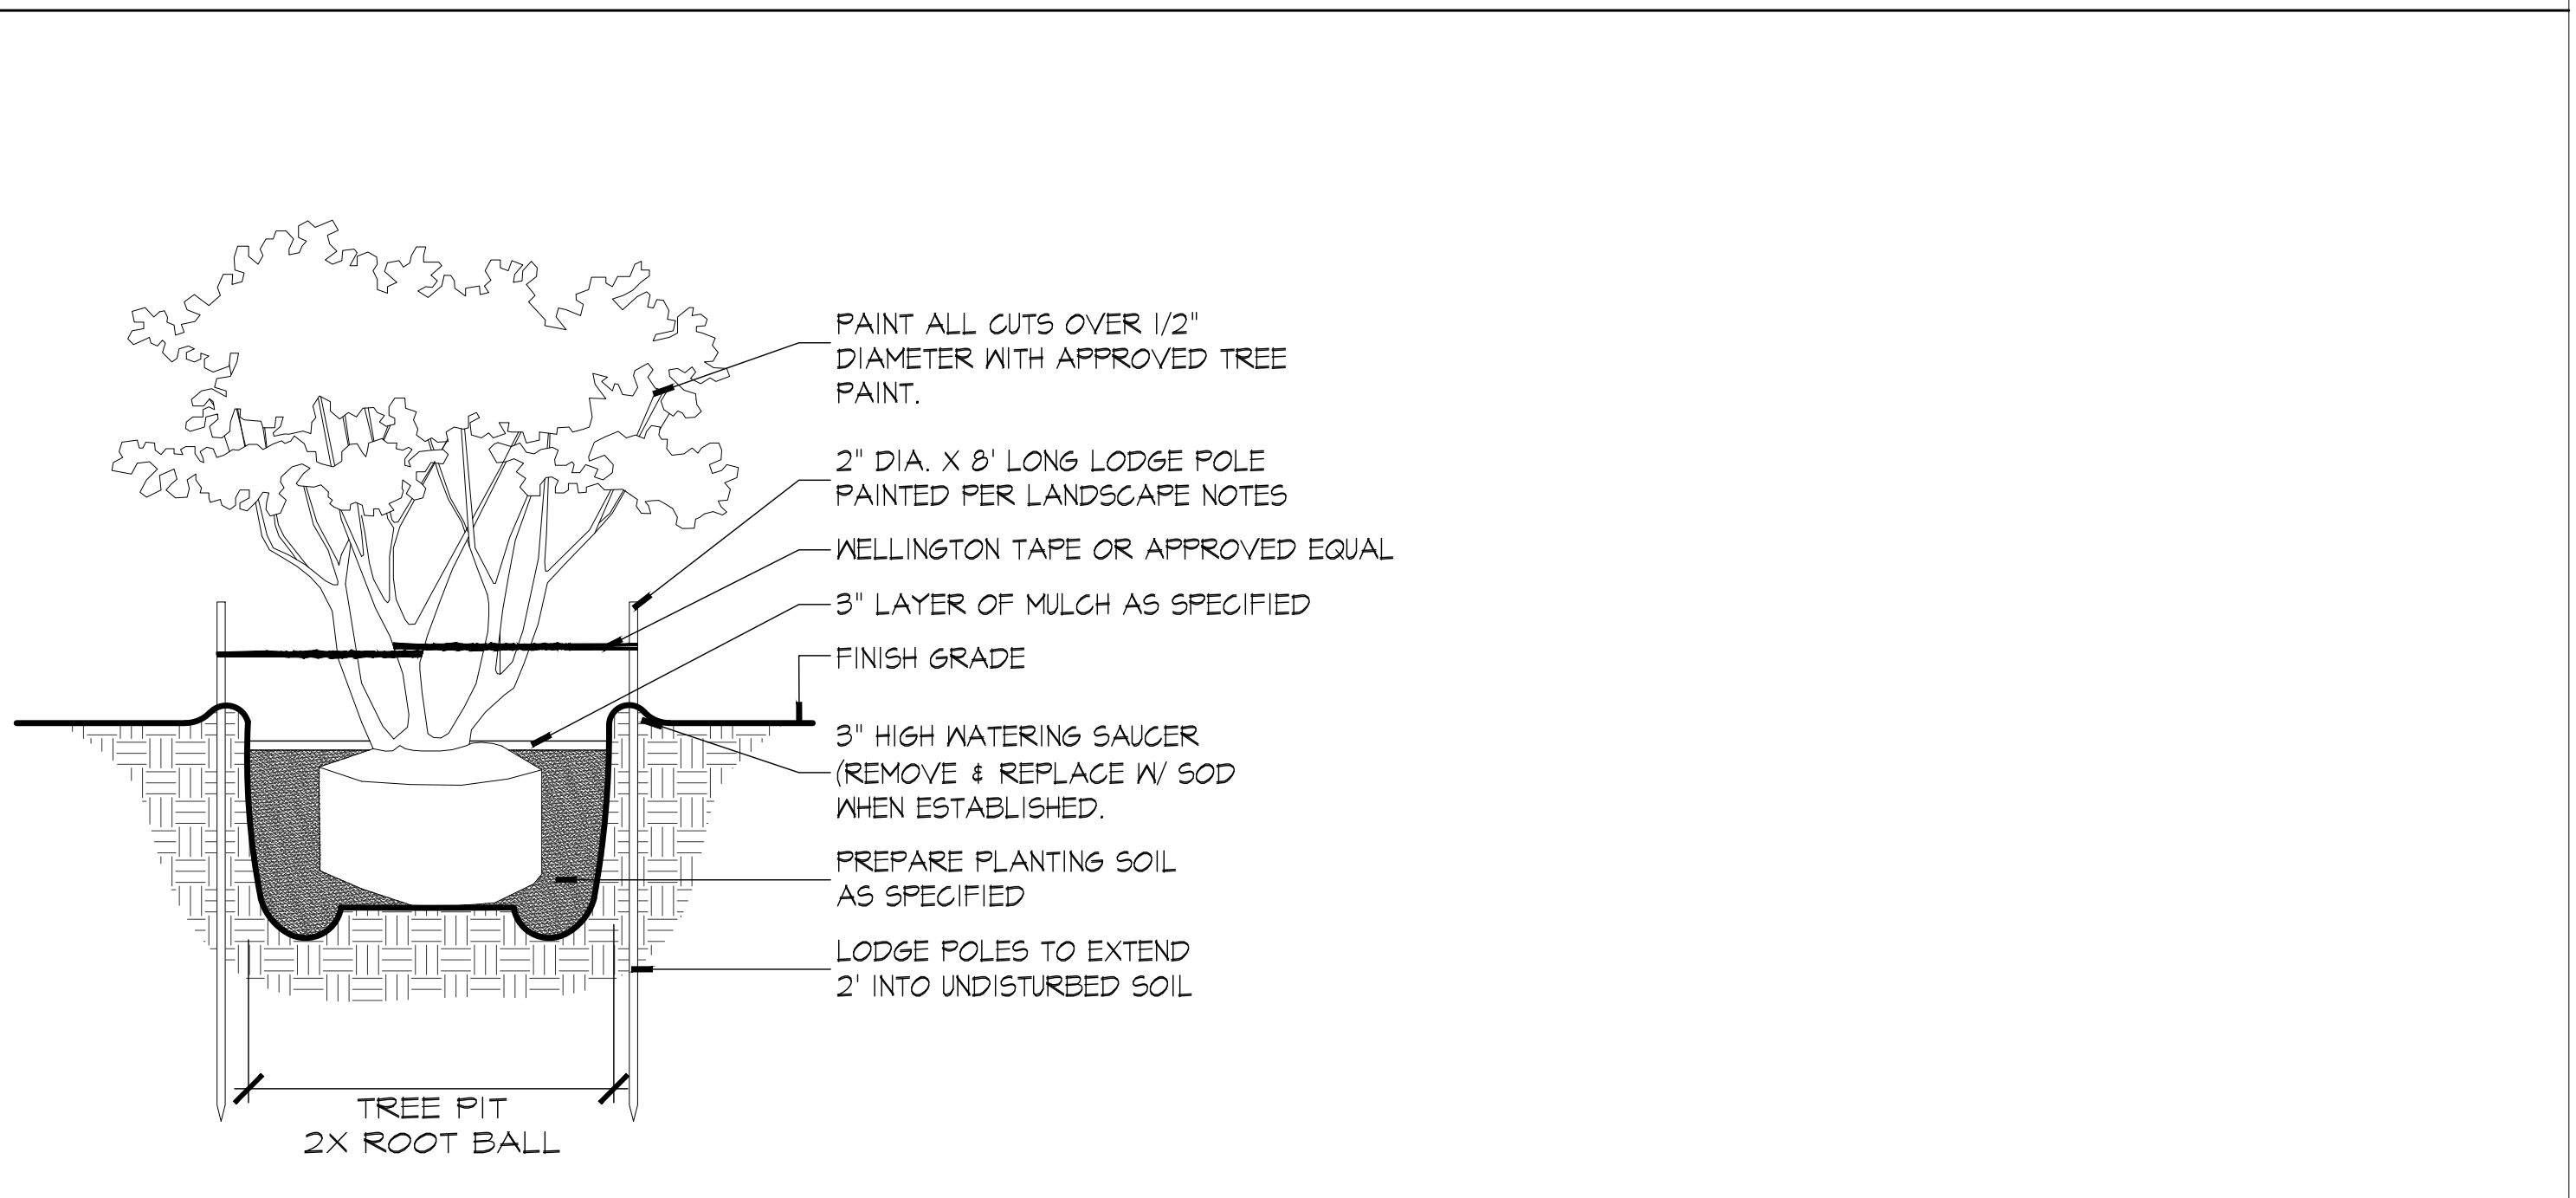 PAINT ALL CUTS OVER 1/2"
DIAMETER WITH APPROVED TREE
PAINT.
2" DIA. X 8' LONG LODGE POLE
PAINTED PER LANDSCAPE NOTES
WELLINGTON TAPE OR APPROVED EQUAL
3" LAYER OF MULCH AS SPECIFIED
FINISH GRADE
3" HIGH WATERING SAUCER
(REMOVE & REPLACE W/ SOD
WHEN ESTABLISHED.
PREPARE PLANTING SOIL
AS SPECIFIED
LODGE POLES TO EXTEND
2' INTO UNDISTURBED SOIL
TREE PIT
2X ROOT BALL